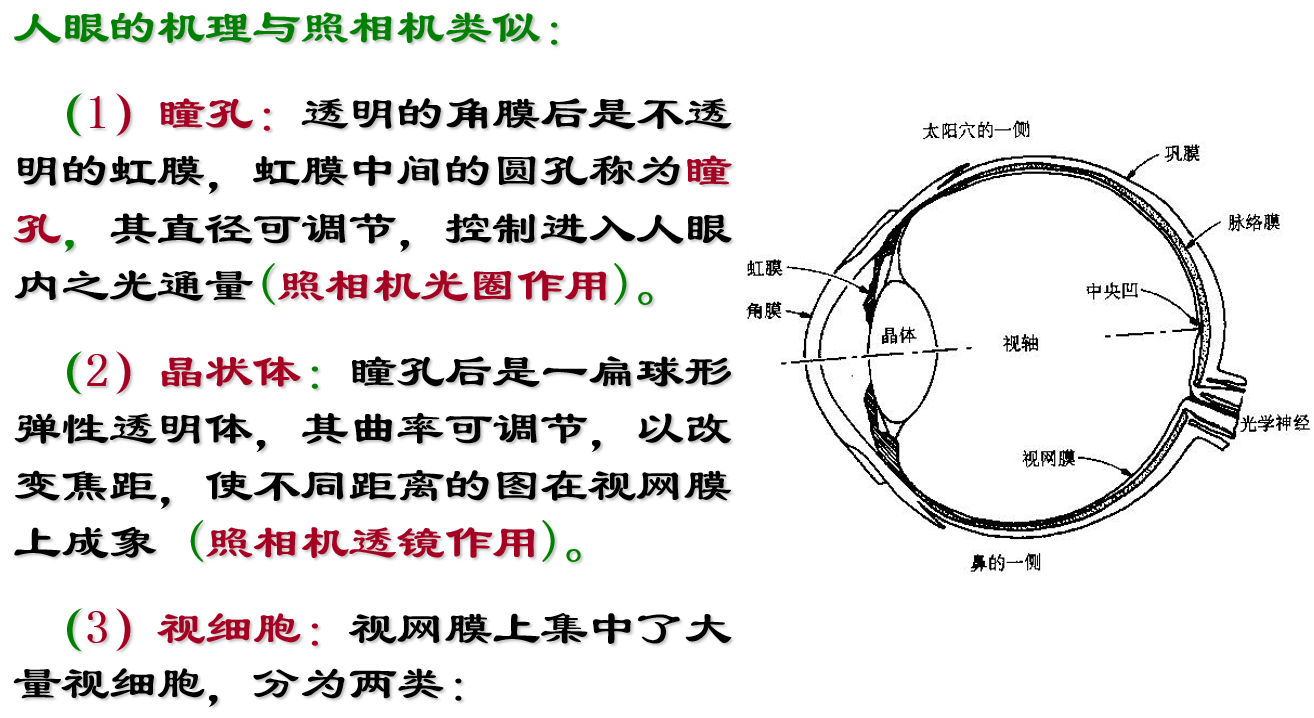 人眼的机理与照相机类似：
（1）瞳孔：透明的角膜后是不透
明的虹膜，虹膜中间的圆孔称为瞳
孔，其直径可调节，控制进入人眼
内之光通量(照相机光圈作用)。
（2）晶状体：瞳孔后是一扁球形
弹性透明体，其曲率可调节，以改
变焦距，使不同距离的图在视网膜
上成象（照相机透镜作用)。
（3）视细胞：视网膜上集中了大
量视细胞，分为两类：
太阳穴的一侧
巩膜
脉络膜
虹膜
中央凹
角膜
晶体
视轴
光学神经
视网膜
鼻的一侧